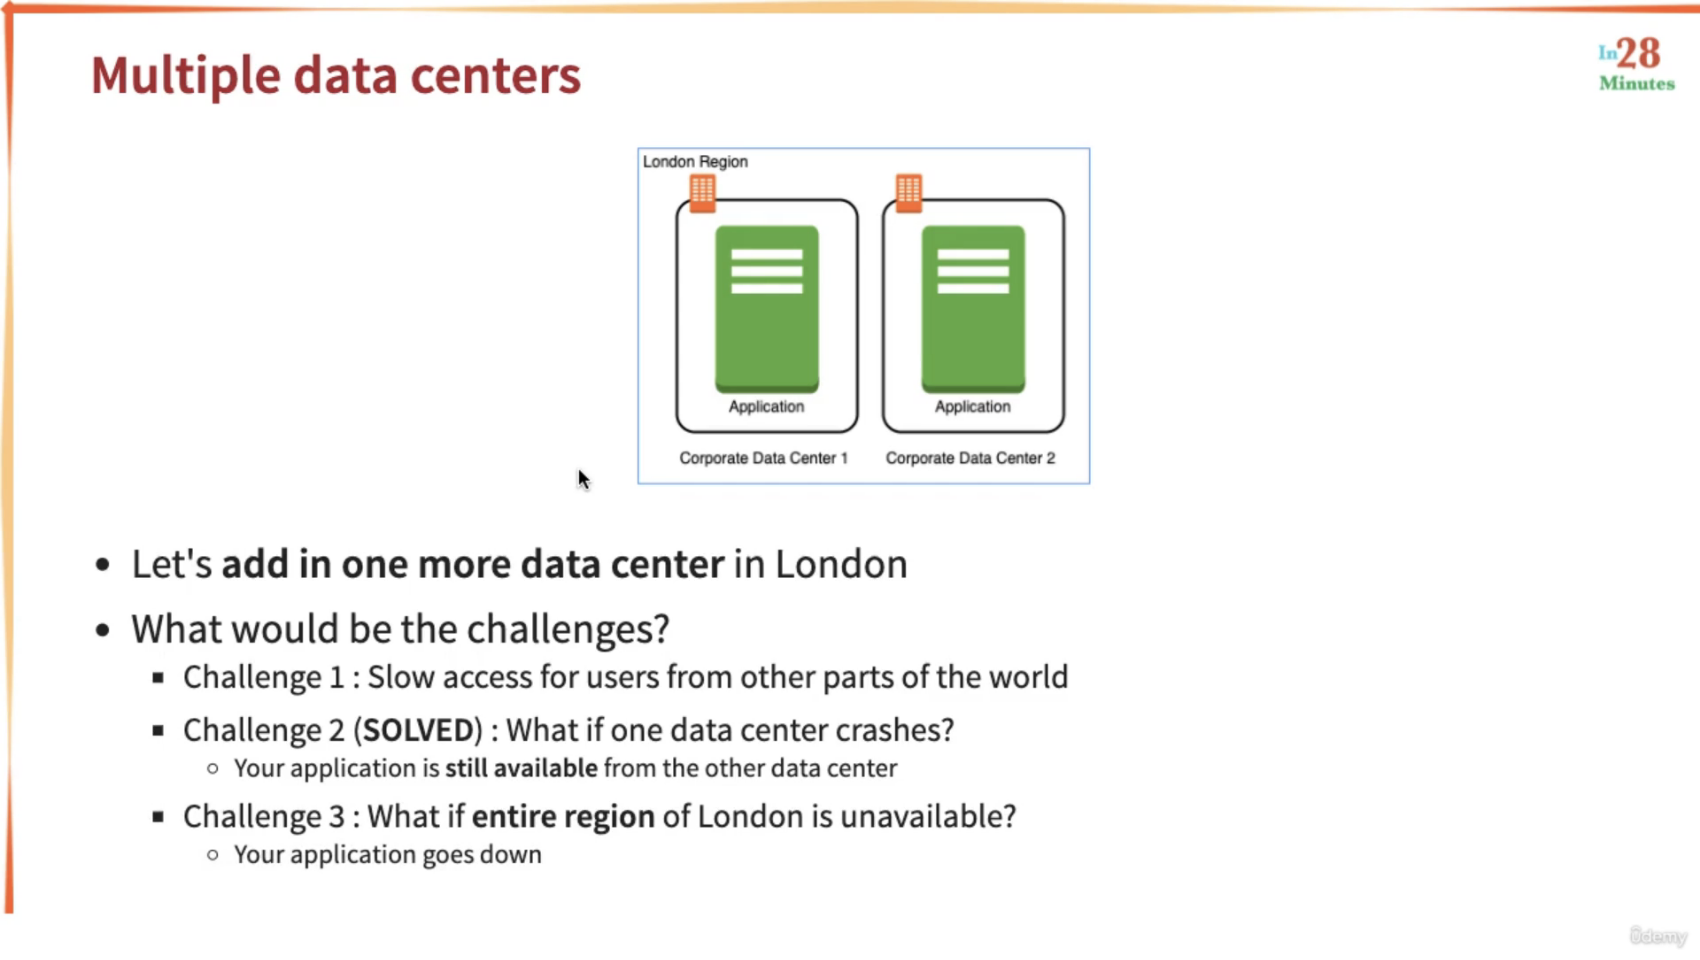 Multiple data centers
In28
Minutes
London Region
Application
Application
Corporate Data Center 1
Corporate Data Center 2
Let's add in one more data center in London
What would be the challenges?
Challenge 1 : Slow access for users from other parts of the world
Challenge 2 (SOLVED) : What if one data center crashes?
Your application is still available from the other data center
Challenge 3 : What if entire region of London is unavailable?
Your application goes down
ûdemy